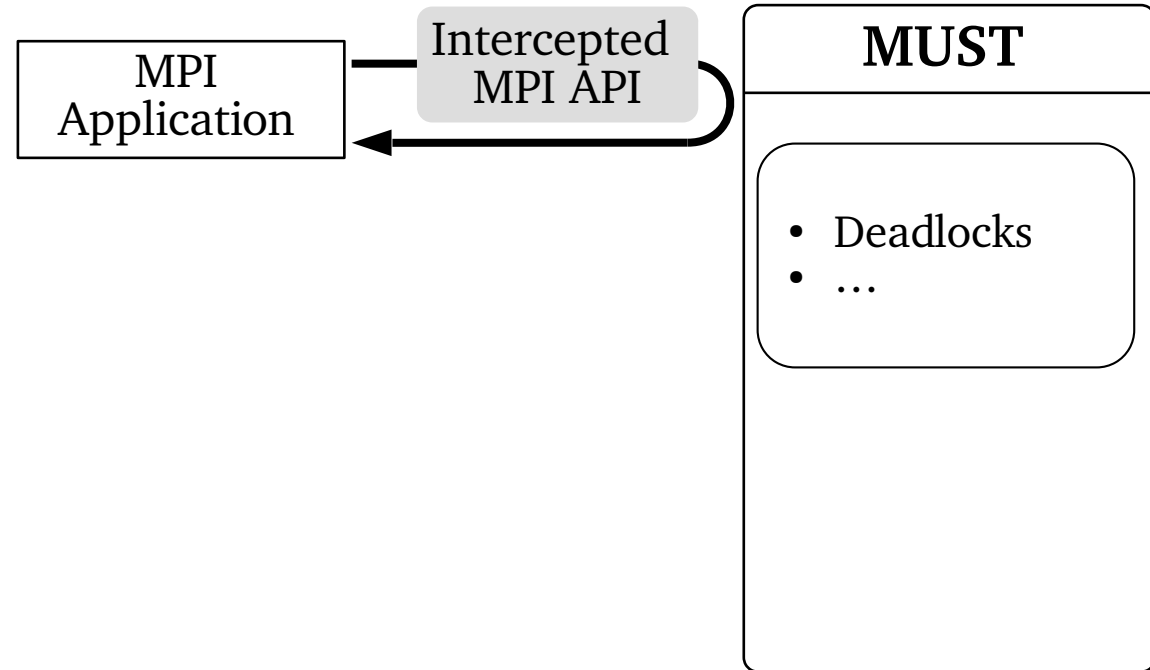 MPI
Application
Intercepted
MPI API
MUST
• Deadlocks
• …